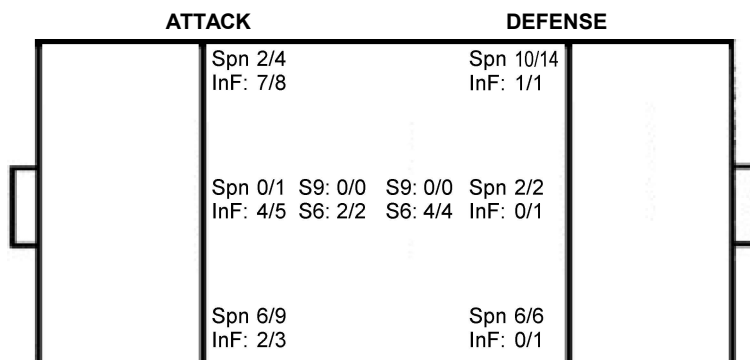 ATTACK DEFENSE
Spn 2/4 Spn 10/14
InF: 7/8 InF: 1/1
Spn 0/1 S9: 0/0 S9: 0/0 Spn 2/2
InF: 4/5 S6: 2/2 S6: 4/4 InF: 0/1
Spn 6/9 Spn 6/6
InF: 2/3 InF: 0/1